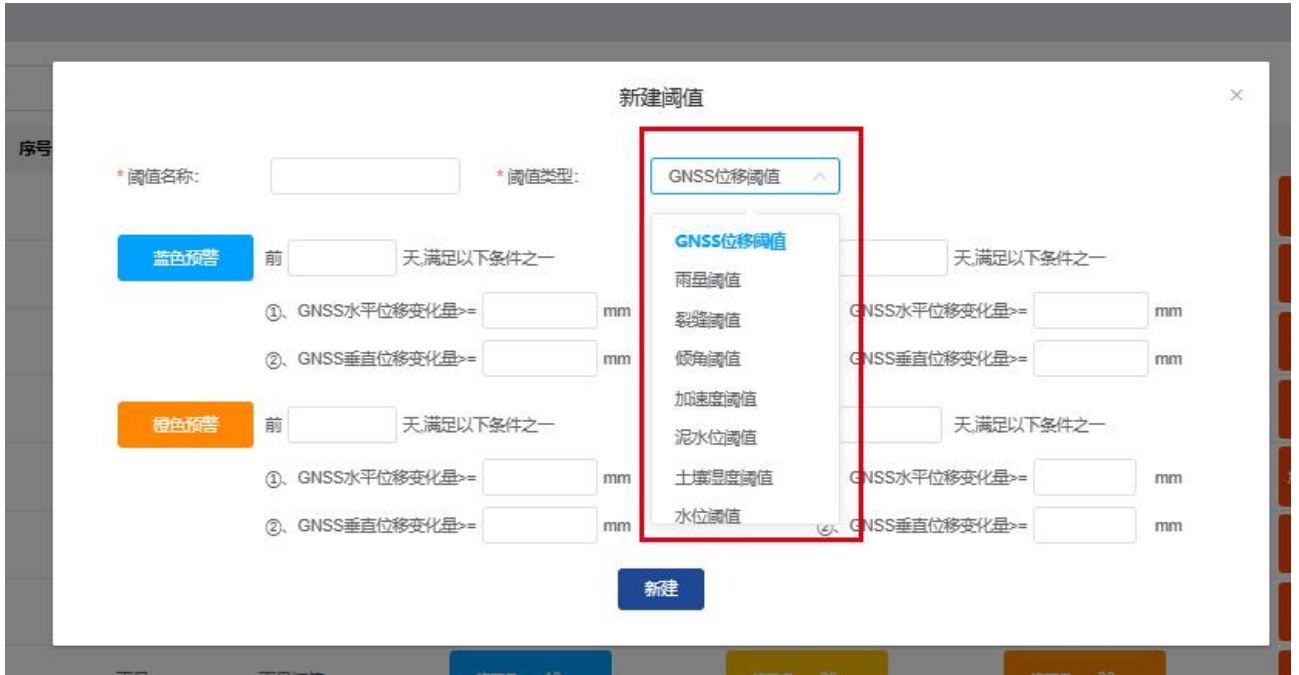 新建阈值
序号
* 阈值名称: * 阈值类型: GNSS位移阈值
GNSS位移阈值
雨量阈值
裂缝阈值
倾角阈值
加速度阈值
泥水位阈值
土壤湿度阈值
水位阈值
蓝色预警 前 天,满足以下条件之一 天,满足以下条件之一
①、GNSS水平位移变化量>= mm GNSS水平位移变化量>= mm
②、GNSS垂直位移变化量>= mm GNSS垂直位移变化量>= mm
橙色预警 前 天,满足以下条件之一 天,满足以下条件之一
①、GNSS水平位移变化量>= mm GNSS水平位移变化量>= mm
②、GNSS垂直位移变化量>= mm ②、GNSS垂直位移变化量>= mm
新建